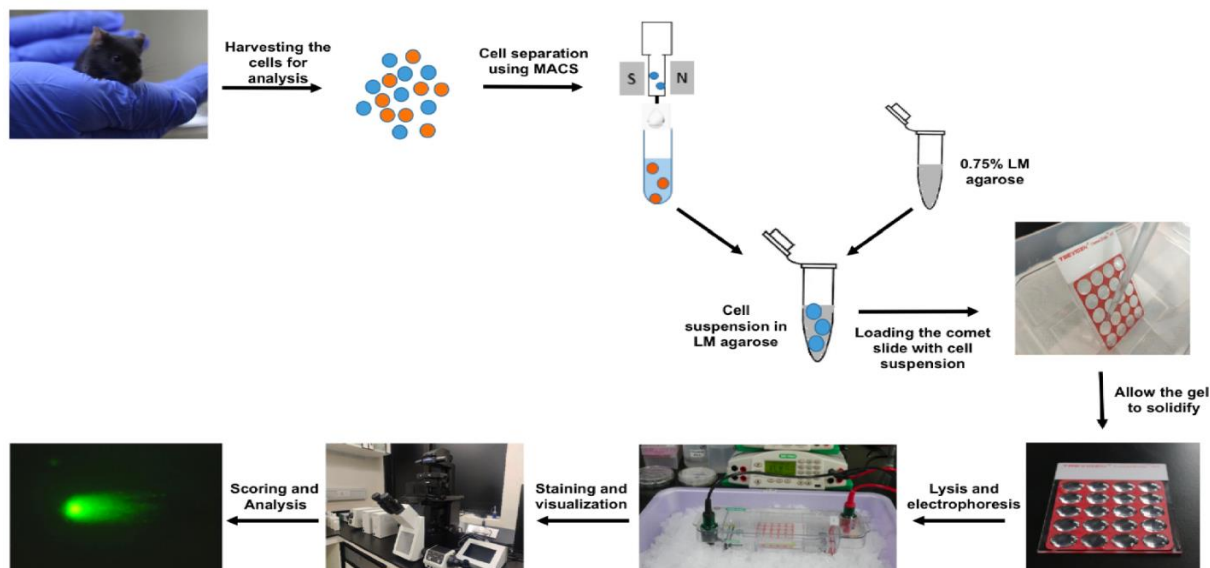 Harvesting the
cells for
analysis
Cell separation
using MACS
S
N
0.75% LM
agarose
Cell
suspension in
LM agarose
Loading the comet
slide with cell
suspension
TREVIGEN
Allow the gel
to solidify
Lysis and
electrophoresis
Staining and
visualization
Scoring and
Analysis